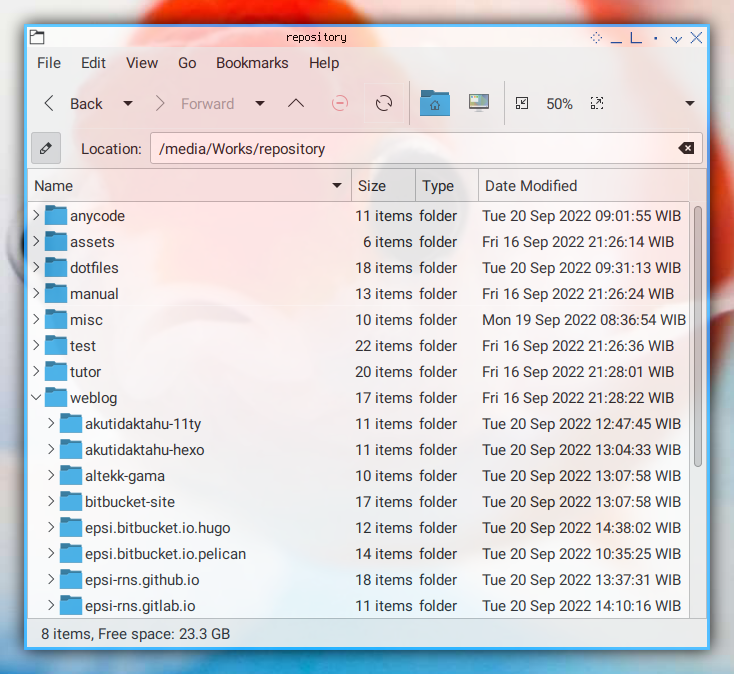 repository
File Edit View Go Bookmarks Help
Back Forward 50%
Location: /media/Works/repository
Name Size Type Date Modified
anycode 11 items folder Tue 20 Sep 2022 09:01:55 WIB
assets 6 items folder Fri 16 Sep 2022 21:26:14 WIB
dotfiles 18 items folder Tue 20 Sep 2022 09:31:13 WIB
manual 13 items folder Fri 16 Sep 2022 21:26:24 WIB
misc 10 items folder Mon 19 Sep 2022 08:36:54 WIB
test 22 items folder Fri 16 Sep 2022 21:26:36 WIB
tutor 20 items folder Fri 16 Sep 2022 21:28:01 WIB
weblog 17 items folder Fri 16 Sep 2022 21:28:22 WIB
akutidaktahu-11ty 11 items folder Tue 20 Sep 2022 12:47:45 WIB
akutidaktahu-hexo 11 items folder Tue 20 Sep 2022 13:04:33 WIB
altekk-gama 10 items folder Tue 20 Sep 2022 13:07:58 WIB
bitbucket-site 17 items folder Tue 20 Sep 2022 13:07:58 WIB
epsi.bitbucket.io.hugo 12 items folder Tue 20 Sep 2022 14:38:02 WIB
epsi.bitbucket.io.pelican 14 items folder Tue 20 Sep 2022 10:35:25 WIB
epsi-rns.github.io 18 items folder Tue 20 Sep 2022 13:37:31 WIB
epsi-rns.gitlab.io 11 items folder Tue 20 Sep 2022 14:10:16 WIB
8 items, Free space: 23.3 GB